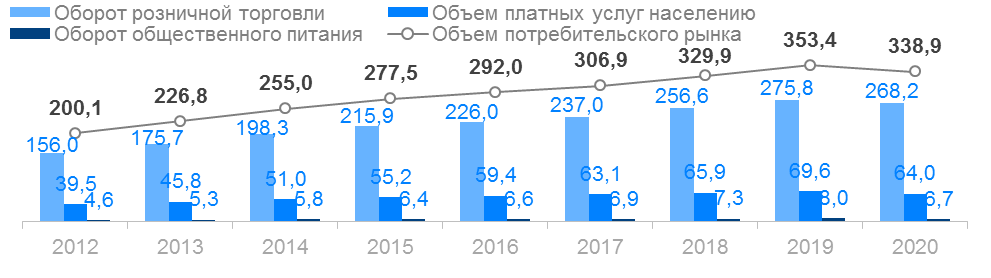 Оборот розничной торговли
Объем платных услуг населению
Оборот общественного питания
Объем потребительского рынка
200,1 226,8 255,0 277,5 292,0 306,9 329,9 353,4 338,9
156,0 175,7 198,3 215,9 226,0 237,0 256,6 275,8 268,2
39,5 45,8 51,0 55,2 59,4 63,1 65,9 69,6 64,0
4,6 5,3 5,8 6,4 6,6 6,9 7,3 8,0 6,7
2012 2013 2014 2015 2016 2017 2018 2019 2020